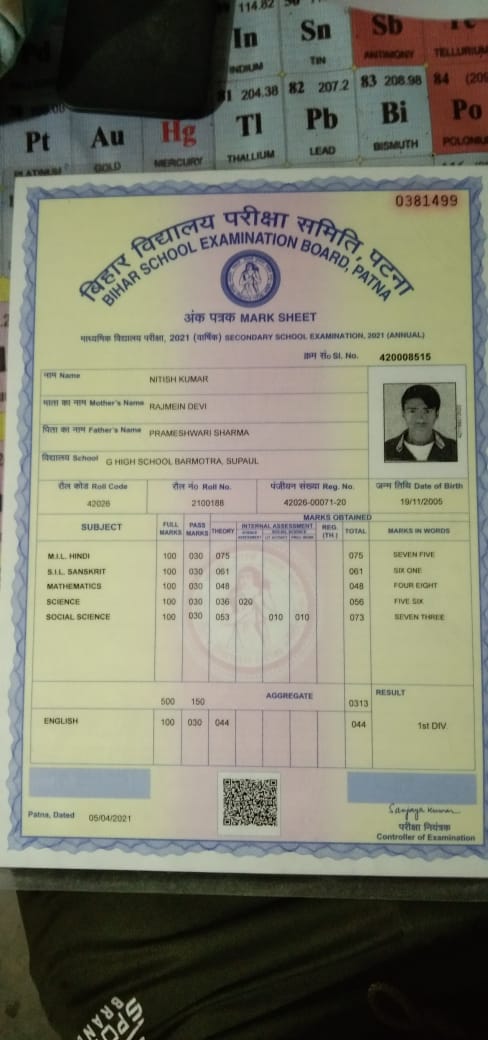 114.82
In
Sn
Sb
INDIUM
TIN
ANTIMONY
TELLURIUM
81 204.38 82 207.2 83 208.98 84
Pt Au Hg Tl Pb Bi Po
PLATINUM GOLD MERCURY THALLIUM LEAD BISMUTH POLONIUM
0381499
बिहार विद्यालय परीक्षा समिति, पटना
BIHAR SCHOOL EXAMINATION BOARD, PATNA
अंक पत्रक MARK SHEET
माध्यमिक विद्यालय परीक्षा, 2021 (वार्षिक) SECONDARY SCHOOL EXAMINATION, 2021 (ANNUAL)
क्रम सं० Sl. No. 420008515
नाम Name NITISH KUMAR
माता का नाम Mother's Name RAJMEIN DEVI
पिता का नाम Father's Name PRAMESHWARI SHARMA
विद्यालय School G HIGH SCHOOL BARMOTRA, SUPAUL
रौल कोड Roll Code रौल नं० Roll No. पंजीयन संख्या Reg. No. जन्म तिथि Date of Birth
42026 2100188 42026-00071-20 19/11/2005
MARKS OBTAINED
SUBJECT FULL MARKS PASS MARKS THEORY INTERNAL ASSESSMENT REG. (TH.) TOTAL MARKS IN WORDS
M.I.L. HINDI 100 030 075 075 SEVEN FIVE
S.I.L. SANSKRIT 100 030 061 061 SIX ONE
MATHEMATICS 100 030 048 048 FOUR EIGHT
SCIENCE 100 030 036 020 056 FIVE SIX
SOCIAL SCIENCE 100 030 053 010 010 073 SEVEN THREE
500 150 AGGREGATE 0313 RESULT
ENGLISH 100 030 044 044 1st DIV.
Patna, Dated 05/04/2021
Sanjay Kumar
परीक्षा नियंत्रक
Controller of Examination
SPO
BRAN